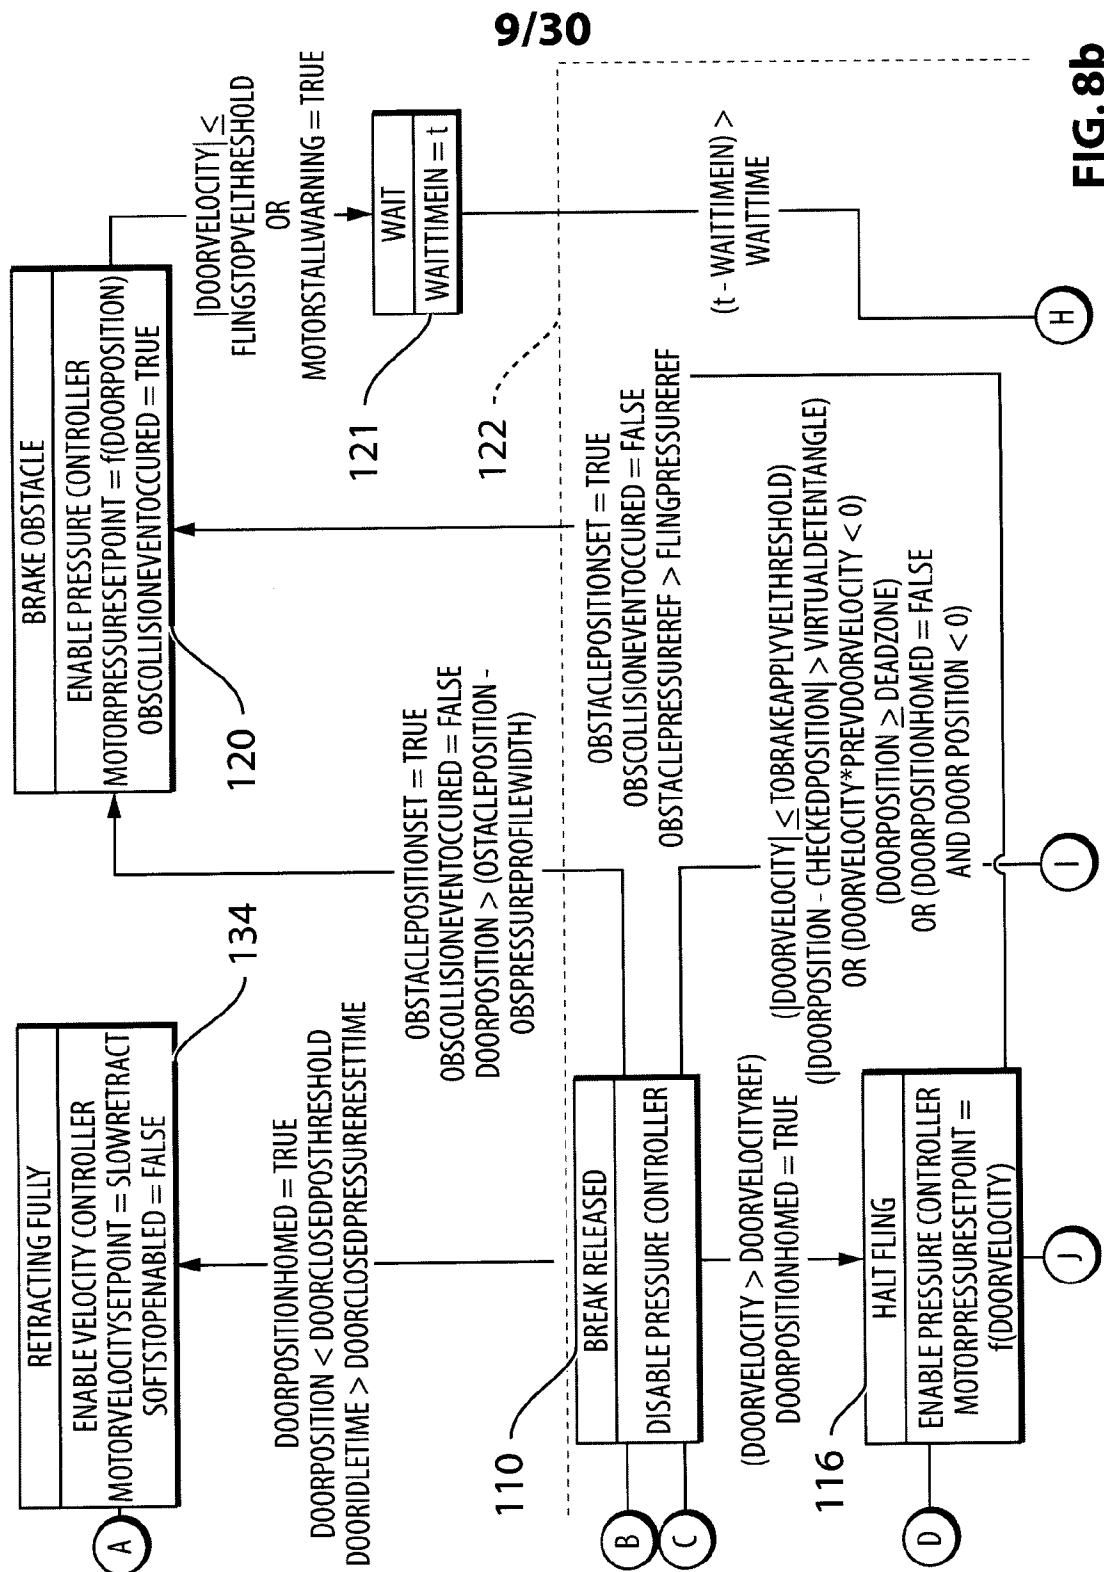 9/30
RETRACTING FULLY
ENABLE VELOCITY CONTROLLER
MOTORVELOCITYSETPOINT = SLOWRETRACT
SOFTSTOPENABLED = FALSE
134
A
DOORPOSITIONHOMED = TRUE
DOORPOSITION < DOORCLOSEDPOSTHRESHOLD
DOORIDLETIME > DOORCLOSEDPRESSURERESETTIME
BRAKE OBSTACLE
ENABLE PRESSURE CONTROLLER
MOTORPRESSURESETPOINT = f(DOORPOSITION)
OBSCOLLISIONEVENTOCCURED = TRUE
120
OBSTACLEPOSITIONSET = TRUE
OBSCOLLISIONEVENTOCCURED = FALSE
DOORPOSITION > (OSTACLEPOSITION -
OBSPRESSUREPROFILEWIDTH)
|DOORVELOCITY| ≤
FLINGSTOPVELTHRESHOLD
OR
MOTORSTALLWARNING = TRUE
WAIT
WAITTIMEIN = t
121
122
110
BREAK RELEASED
DISABLE PRESSURE CONTROLLER
B
C
OBSTACLEPOSITIONSET = TRUE
OBSCOLLISIONEVENTOCCURED = FALSE
OBSTACLEPRESSUREREF > FLINGPRESSUREREF
(t - WAITTIMEIN) >
WAITTIME
(|DOORVELOCITY| ≤ TOBRAKEAPPLYVELTHRESHOLD)
(|DOORPOSITION - CHECKEDPOSITION| > VIRTUALDETENTANGLE)
OR (DOORVELOCITY*PREVDOORVELOCITY < 0)
(DOORPOSITION ≥ DEADZONE)
OR (DOORPOSITIONHOMED = FALSE
AND DOOR POSITION < 0)
(DOORVELOCITY > DOORVELOCITYREF)
DOORPOSITIONHOMED = TRUE
116
HALT FLING
ENABLE PRESSURE CONTROLLER
MOTORPRESSURESETPOINT =
f(DOORVELOCITY)
D
J
I
H
FIG. 8b